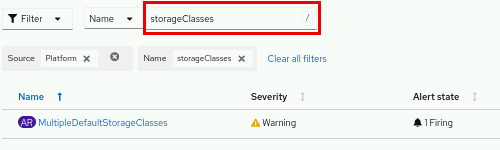 Filter Name storageClasses /
Source Platform Name storageClasses Clear all filters
Name Severity Alert state
AR MultipleDefaultStorageClasses Warning 1 Firing